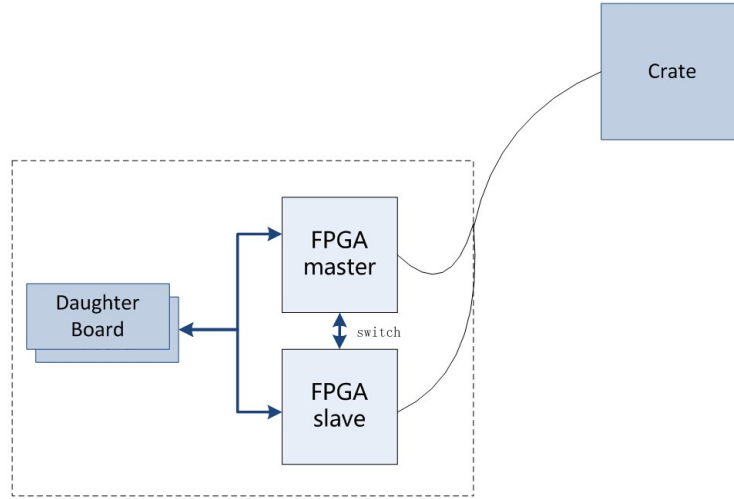 Crate
FPGA
master
Daughter
Board
switch
FPGA
slave